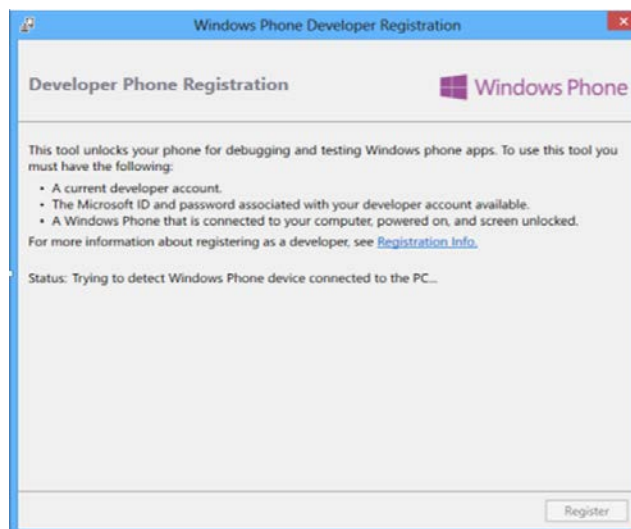 Windows Phone Developer Registration
Developer Phone Registration
Windows Phone
This tool unlocks your phone for debugging and testing Windows phone apps. To use this tool you
must have the following:
• A current developer account.
• The Microsoft ID and password associated with your developer account available.
• A Windows Phone that is connected to your computer, powered on, and screen unlocked.
For more information about registering as a developer, see Registration Info.
Status: Trying to detect Windows Phone device connected to the PC...
Register